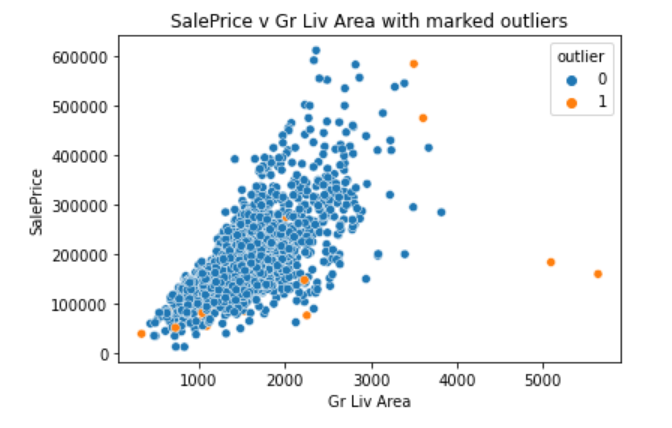 SalePrice v Gr Liv Area with marked outliers
outlier
0
1
600000
500000
400000
300000
200000
100000
0
SalePrice
1000 2000 3000 4000 5000
Gr Liv Area